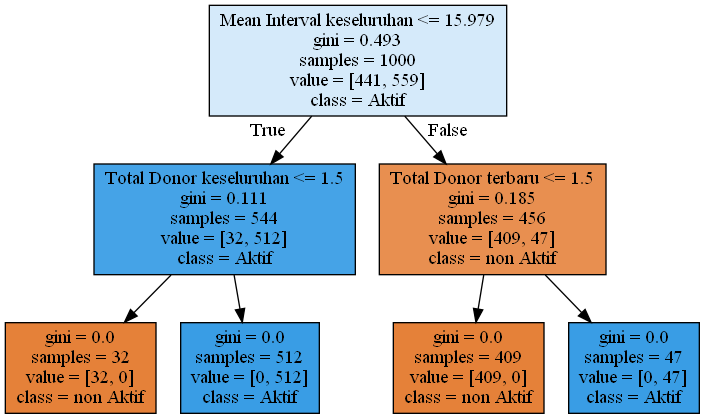 Mean Interval keseluruhan <= 15.979
gini = 0.493
samples = 1000
value = [441, 559]
class = Aktif
True
False
Total Donor keseluruhan <= 1.5
gini = 0.111
samples = 544
value = [32, 512]
class = Aktif
Total Donor terbaru <= 1.5
gini = 0.185
samples = 456
value = [409, 47]
class = non Aktif
gini = 0.0
samples = 32
value = [32, 0]
class = non Aktif
gini = 0.0
samples = 512
value = [0, 512]
class = Aktif
gini = 0.0
samples = 409
value = [409, 0]
class = non Aktif
gini = 0.0
samples = 47
value = [0, 47]
class = Aktif